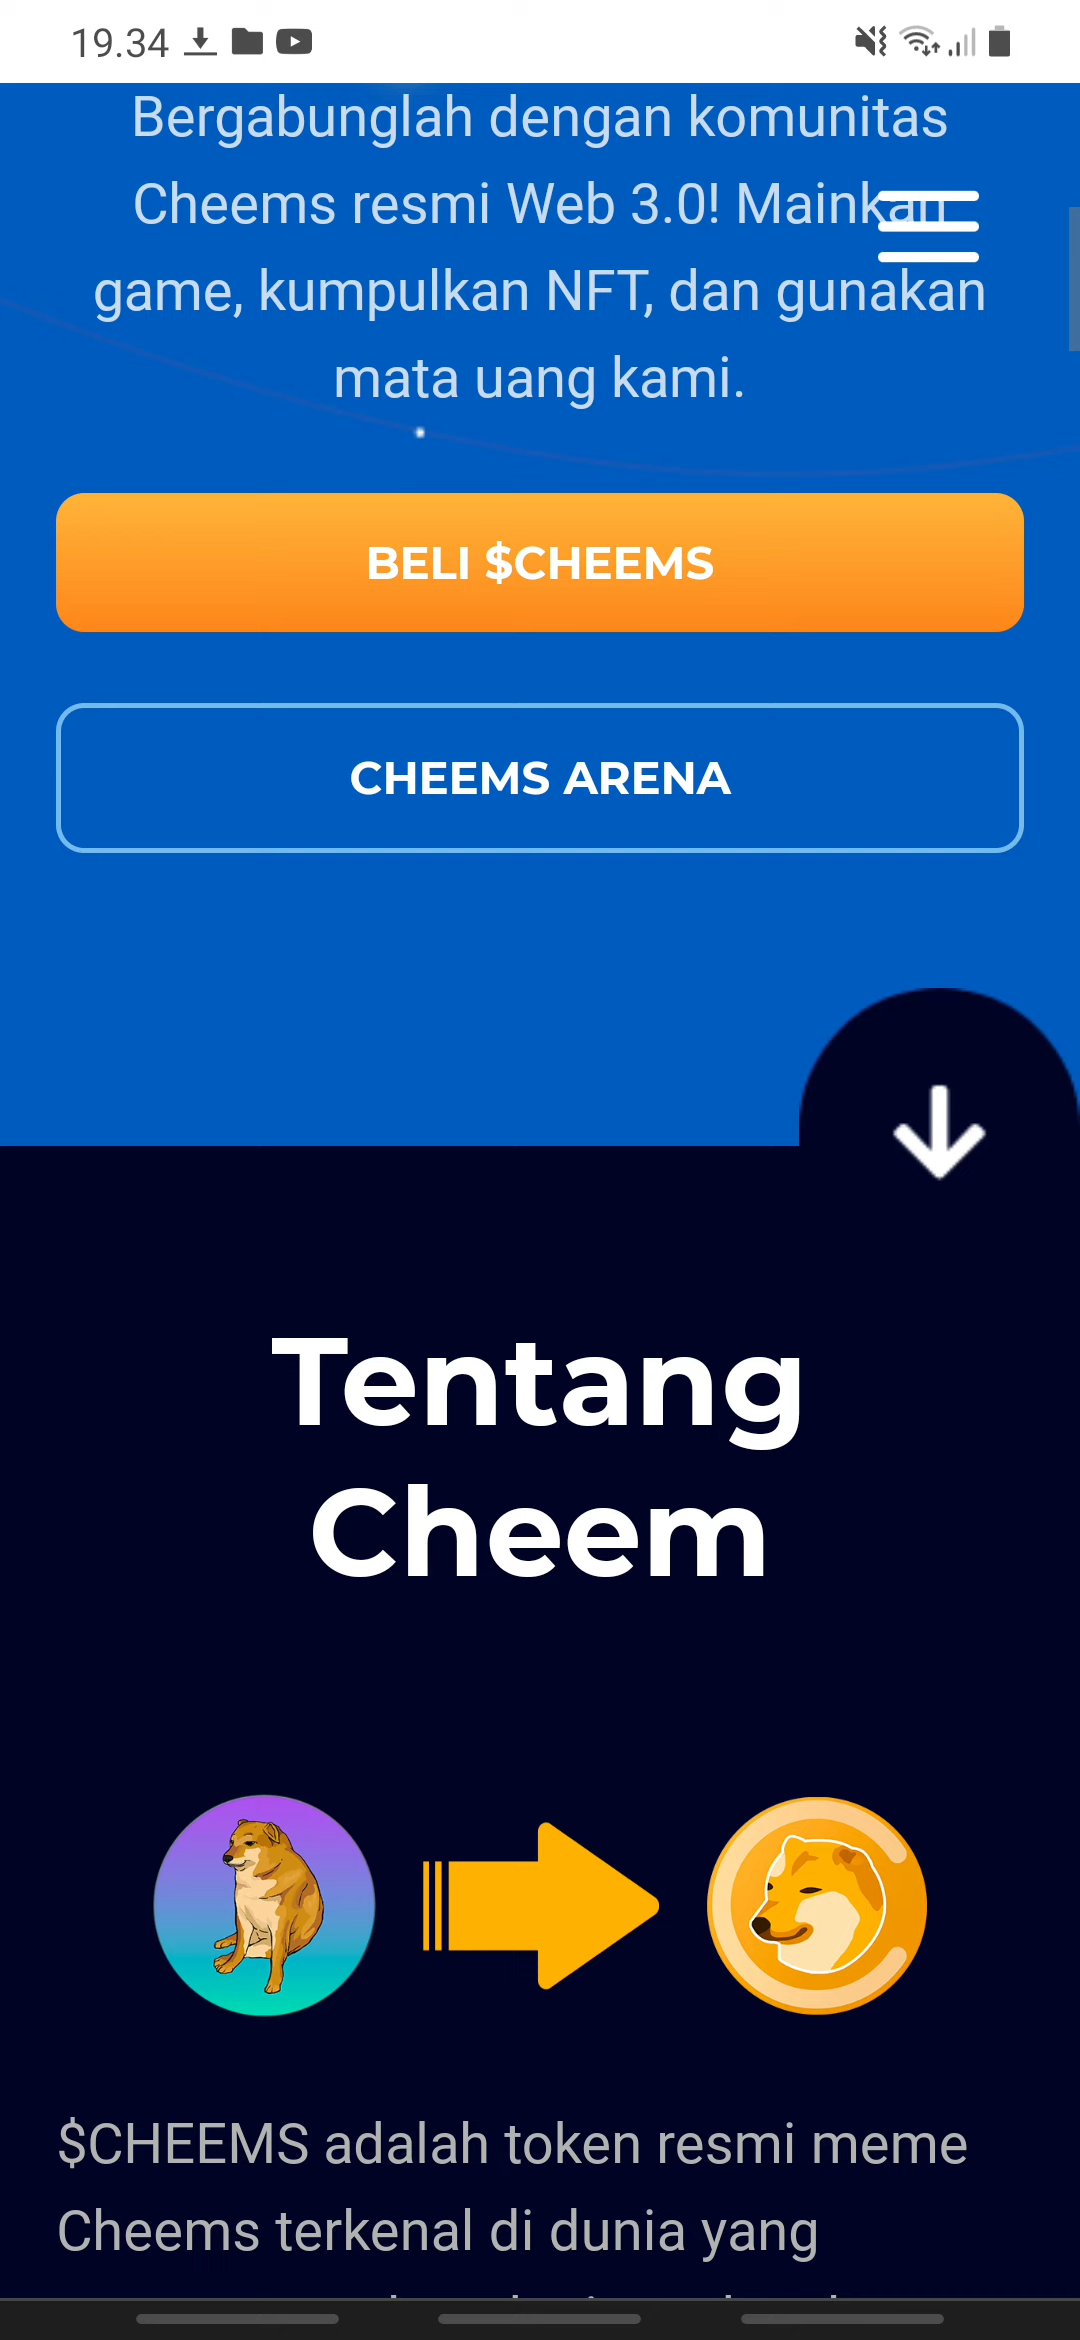 19.34
Bergabunglah dengan komunitas
Cheems resmi Web 3.0! Mainkan
game, kumpulkan NFT, dan gunakan
mata uang kami.
BELI $CHEEMS
CHEEMS ARENA
Tentang
Cheem
$CHEEMS adalah token resmi meme
Cheems terkenal di dunia yang